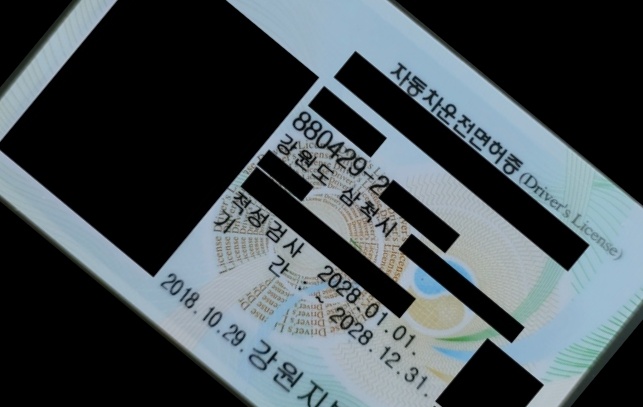 자동차운전면허증 (Driver's License)
880429-2
강원도 삼척시
적성검사 2028.01.01.
기 간 : ~ 2028.12.31.
2018.10.29. 강원지